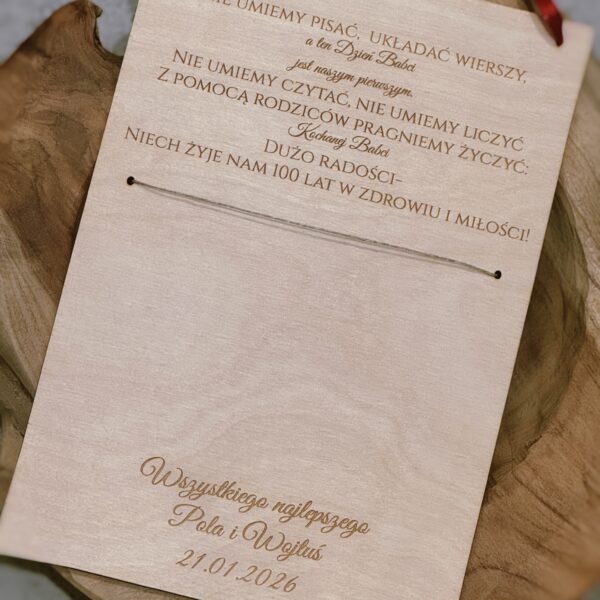 UMIEMY PISAĆ, UKŁADAĆ WIERSZY,
a ten Dzień Babci
jest naszym pierwszym.
NIE UMIEMY CZYTAĆ, NIE UMIEMY LICZYĆ
Z POMOCĄ RODZICÓW PRAGNIEMY ŻYCZYĆ:
Kochanej Babci
DUŻO RADOŚCI-
NIECH ŻYJE NAM 100 LAT W ZDROWIU I MIŁOŚCI!
Wszystkiego najlepszego
Pola i Wojtuś
21.01.2026